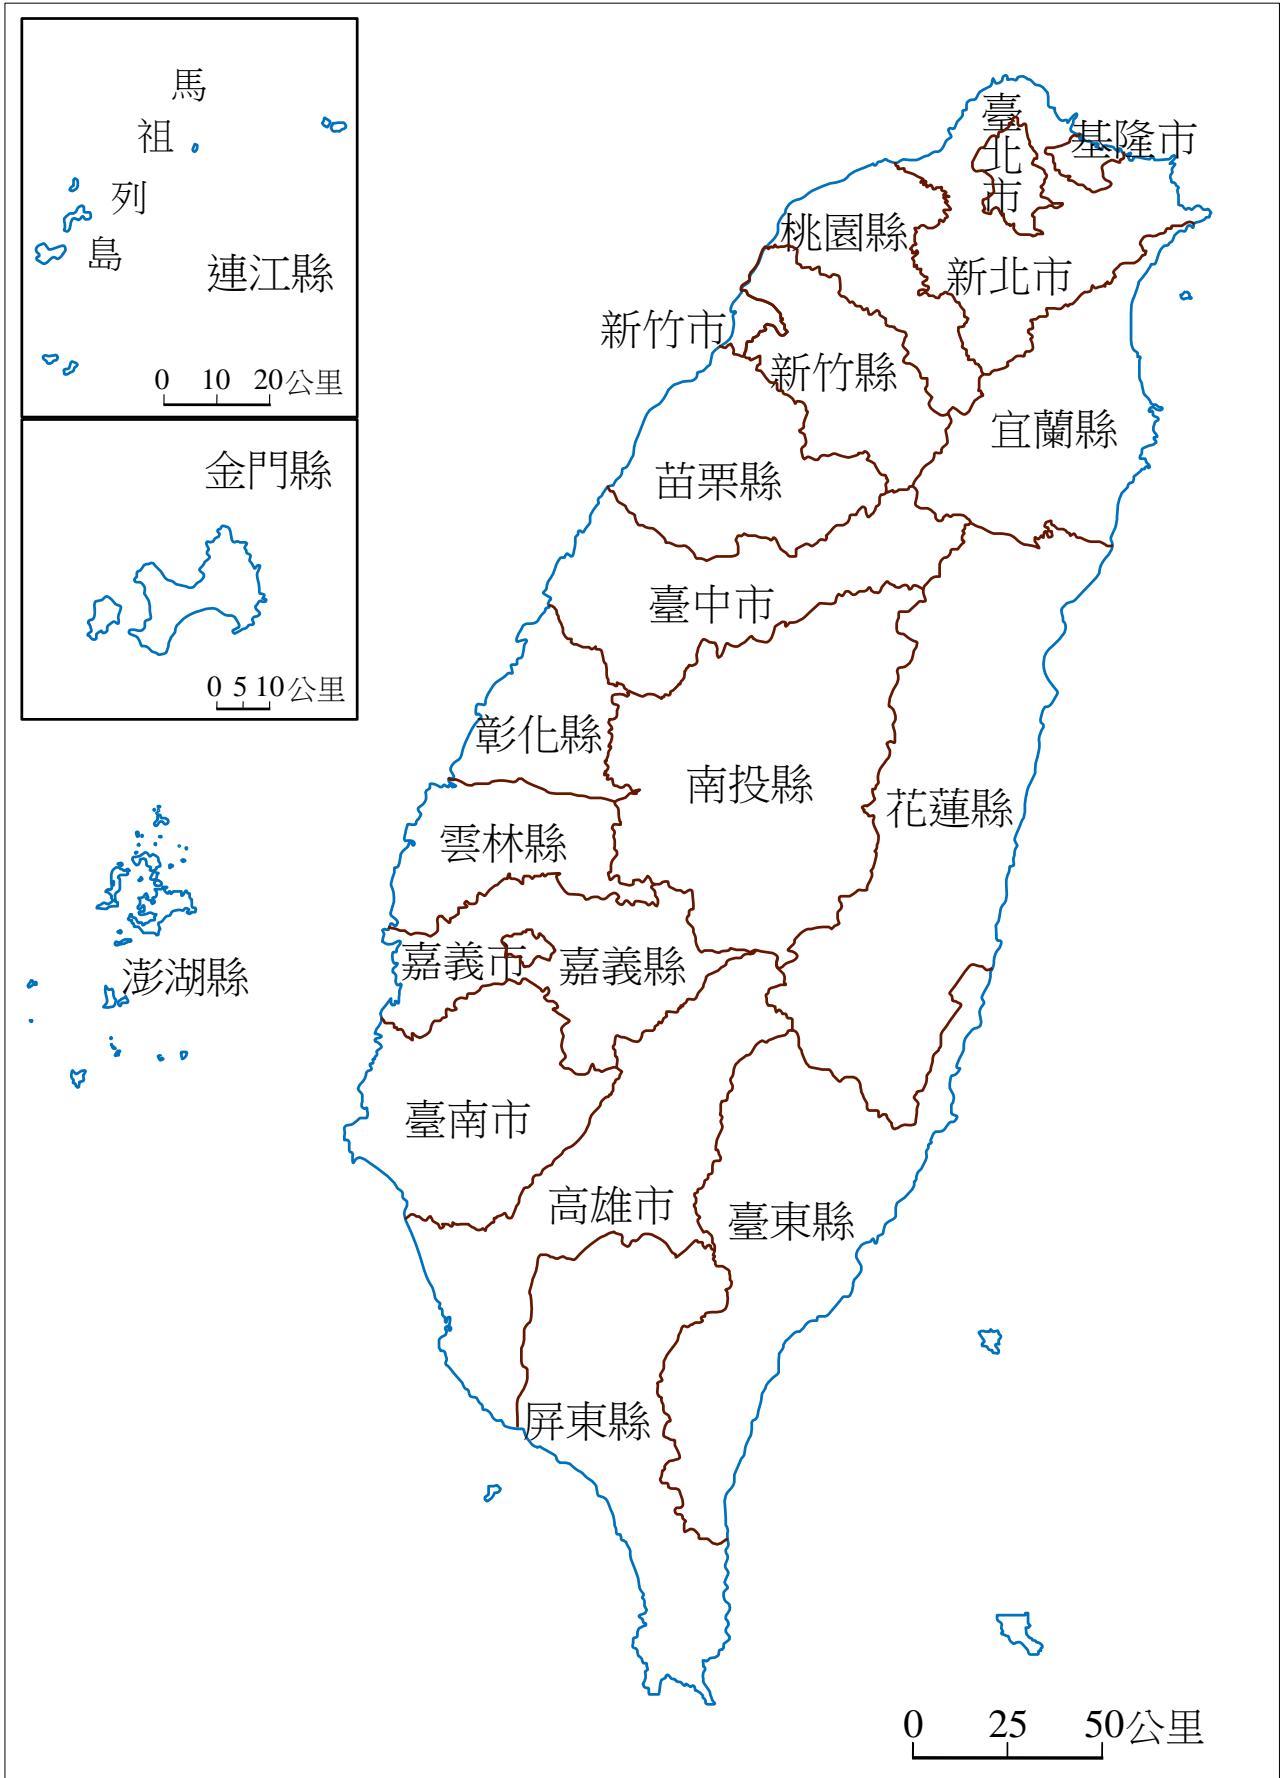 馬祖列島
連江縣
0 10 20公里
金門縣
0 5 10公里
臺北市
基隆市
桃園縣
新北市
新竹市
新竹縣
宜蘭縣
苗栗縣
臺中市
彰化縣
南投縣
花蓮縣
雲林縣
嘉義市
嘉義縣
澎湖縣
臺南市
高雄市
臺東縣
屏東縣
0 25 50公里